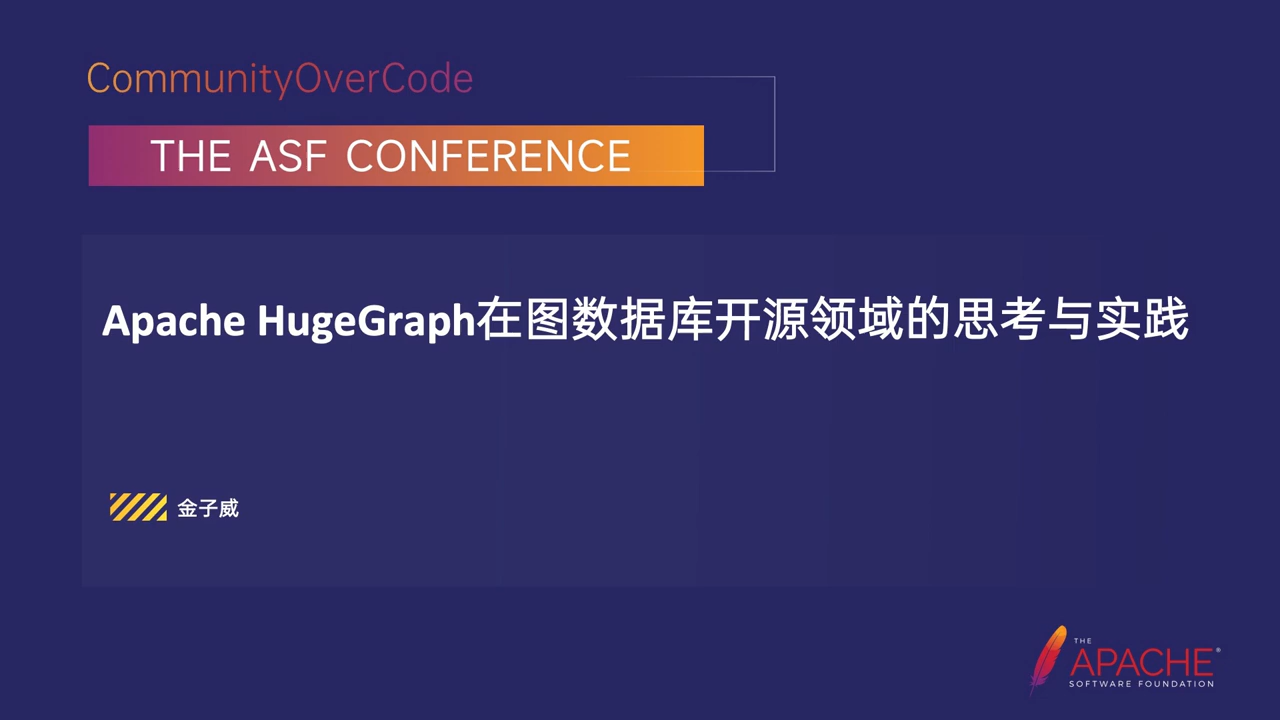 CommunityOverCode
THE ASF CONFERENCE
Apache HugeGraph在图数据库开源领域的思考与实践
金子威
THE
APACHE®
SOFTWARE FOUNDATION